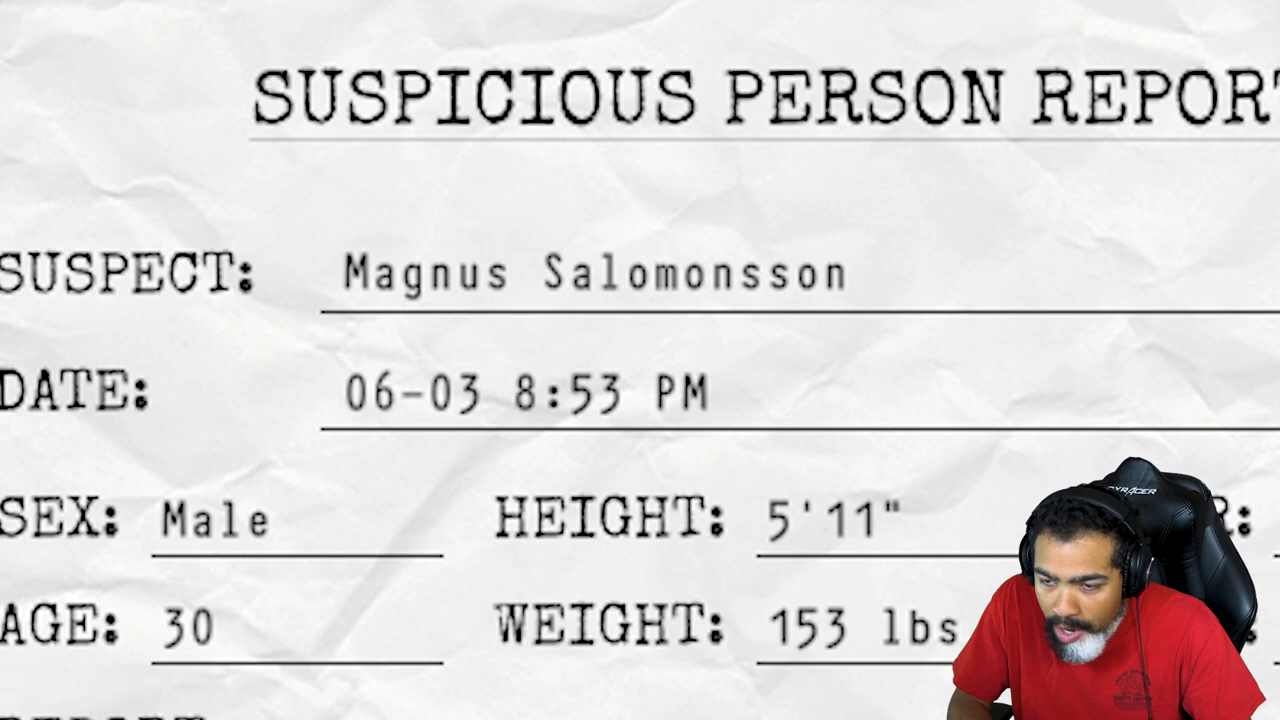 SUSPICIOUS PERSON REPORT
SUSPECT: Magnus Salomonsson
DATE: 06-03 8:53 PM
SEX: Male HEIGHT: 5'11" R:
AGE: 30 WEIGHT: 153 lbs
DXRACER